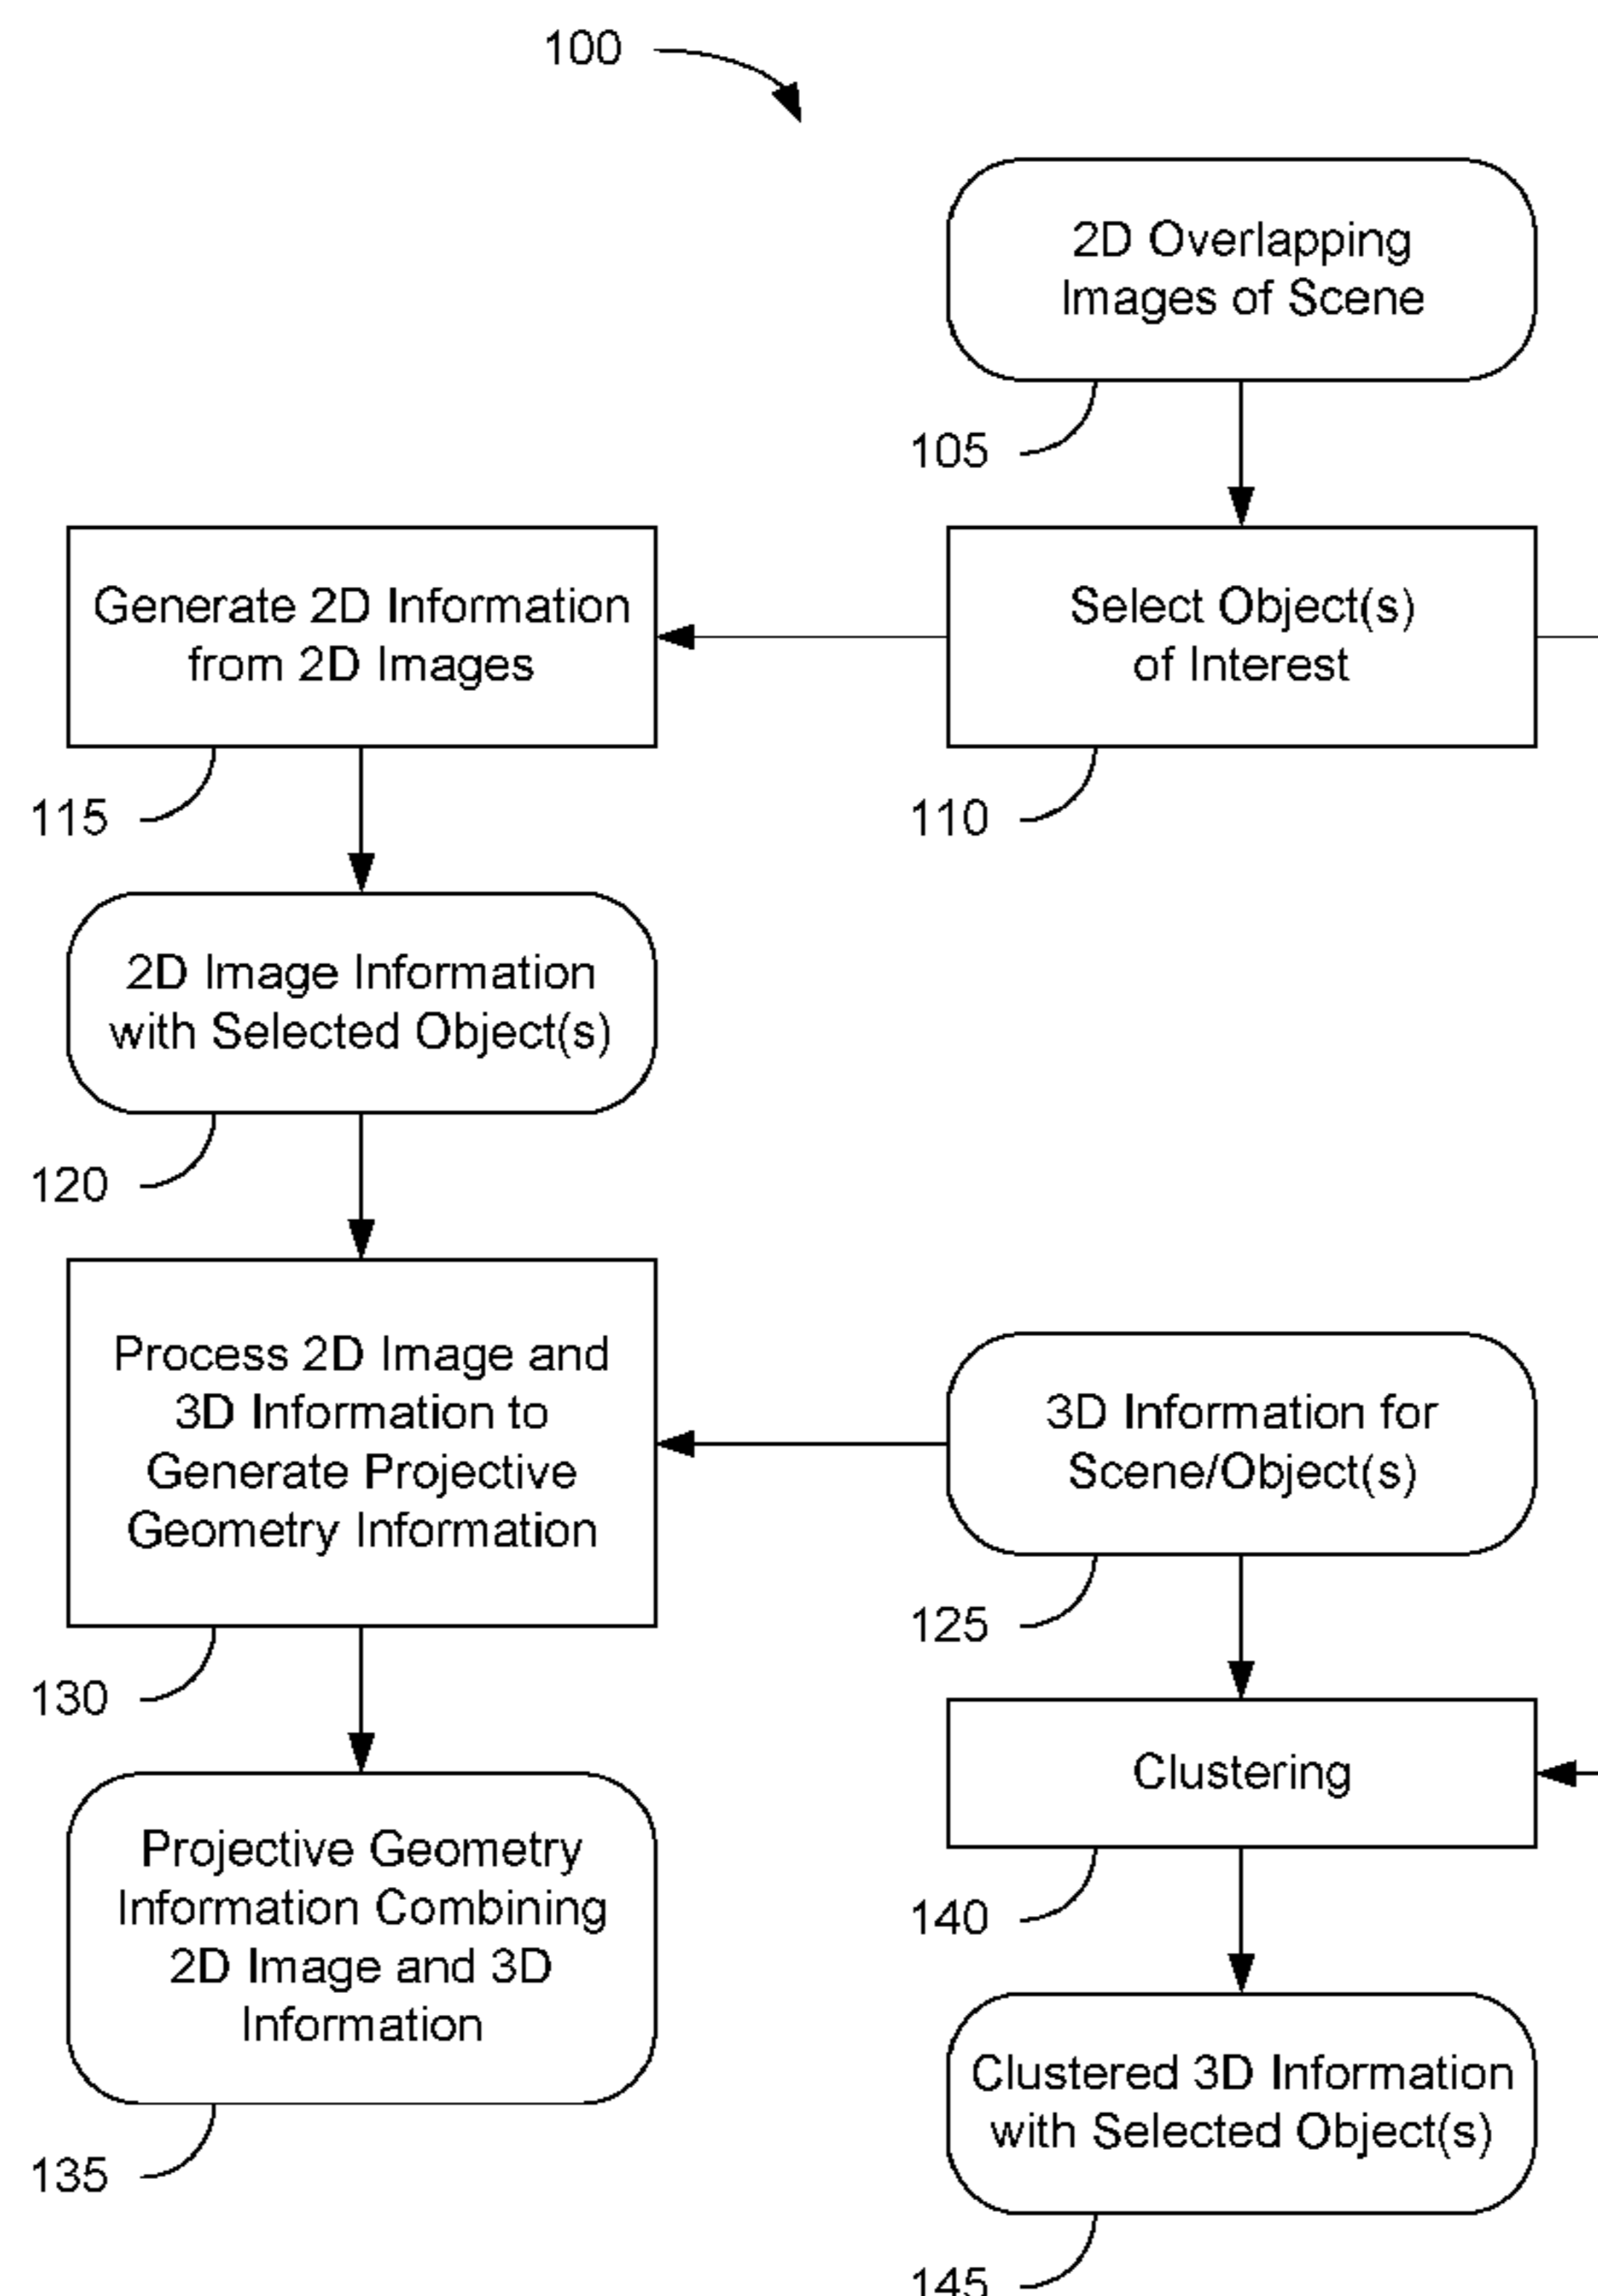 100
2D Overlapping
Images of Scene
105
Generate 2D Information
from 2D Images
115
Select Object(s)
of Interest
110
2D Image Information
with Selected Object(s)
120
Process 2D Image and
3D Information to
Generate Projective
Geometry Information
130
3D Information for
Scene/Object(s)
125
Clustering
140
Projective Geometry
Information Combining
2D Image and 3D
Information
135
Clustered 3D Information
with Selected Object(s)
145